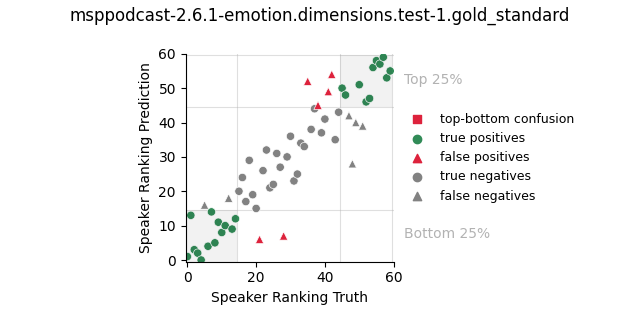 msppodcast-2.6.1-emotion.dimensions.test-1.gold_standard
60
50
40
30
20
10
0
Speaker Ranking Prediction
0
20
40
60
Speaker Ranking Truth
Top 25%
top-bottom confusion
true positives
false positives
true negatives
false negatives
Bottom 25%